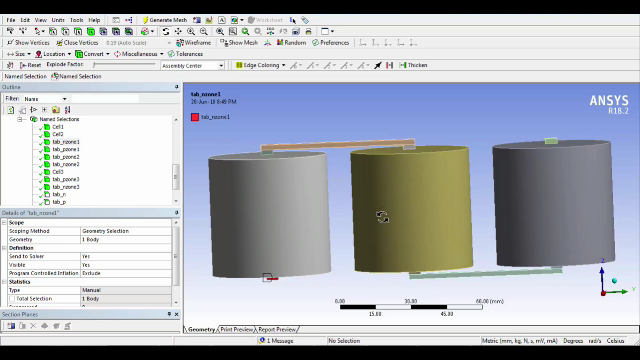 File Edit View Units Tools Help
Generate Mesh
Worksheet
Show Vertices Close Vertices 0.19 (Auto Scale) Wireframe Show Mesh Random Preferences
Size Location Convert Miscellaneous Tolerances
Reset Explode Factor: Assembly Center Edge Coloring Thicken
Named Selection Named Selection
Outline
Filter: Name
Named Selections
Cell1
Cell2
tab_nzone1
tab_pzone1
tab_pzone2
tab_nzone2
Cell3
tab_nzone3
tab_pzone3
tab_n
tab_p
Details of "tab_nzone1"
Scope
Scoping Method Geometry Selection
Geometry 1 Body
Definition
Send to Solver Yes
Visible Yes
Program Controlled Inflation Exclude
Statistics
Type Manual
Total Selection 1 Body
Section Planes
tab_nzone1
20-Jun-18 8:49 PM
tab_nzone1
ANSYS
R18.2
0.00 30.00 60.00 (mm)
15.00 45.00
Z
Y
Geometry Print Preview Report Preview
1 Message No Selection Metric (mm, kg, N, s, mV, mA) Degrees rad/s